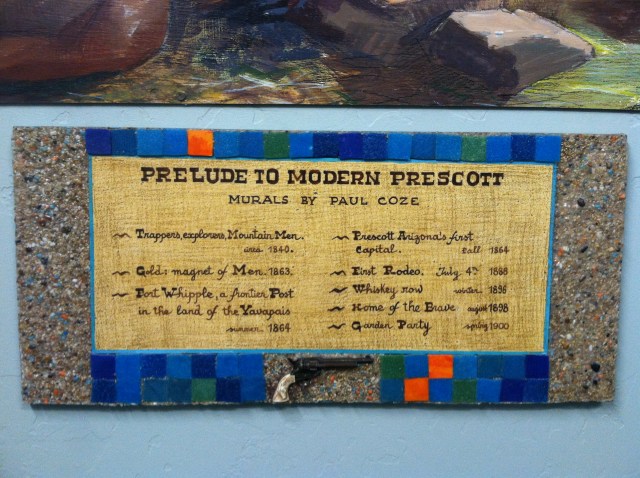 PRELUDE TO MODERN PRESCOTT
MURALS BY PAUL COZE
Trappers, explorers, Mountain Men.
area 1840.
Gold: magnet of Men. 1863.
Fort Whipple, a frontier Post
in the land of the Yavapais
summer 1864
Prescott Arizona's first
Capital. Fall 1864
First Rodeo. July 4th 1888
Whiskey row winter 1896
Home of the Brave august 1898
Garden Party spring 1900